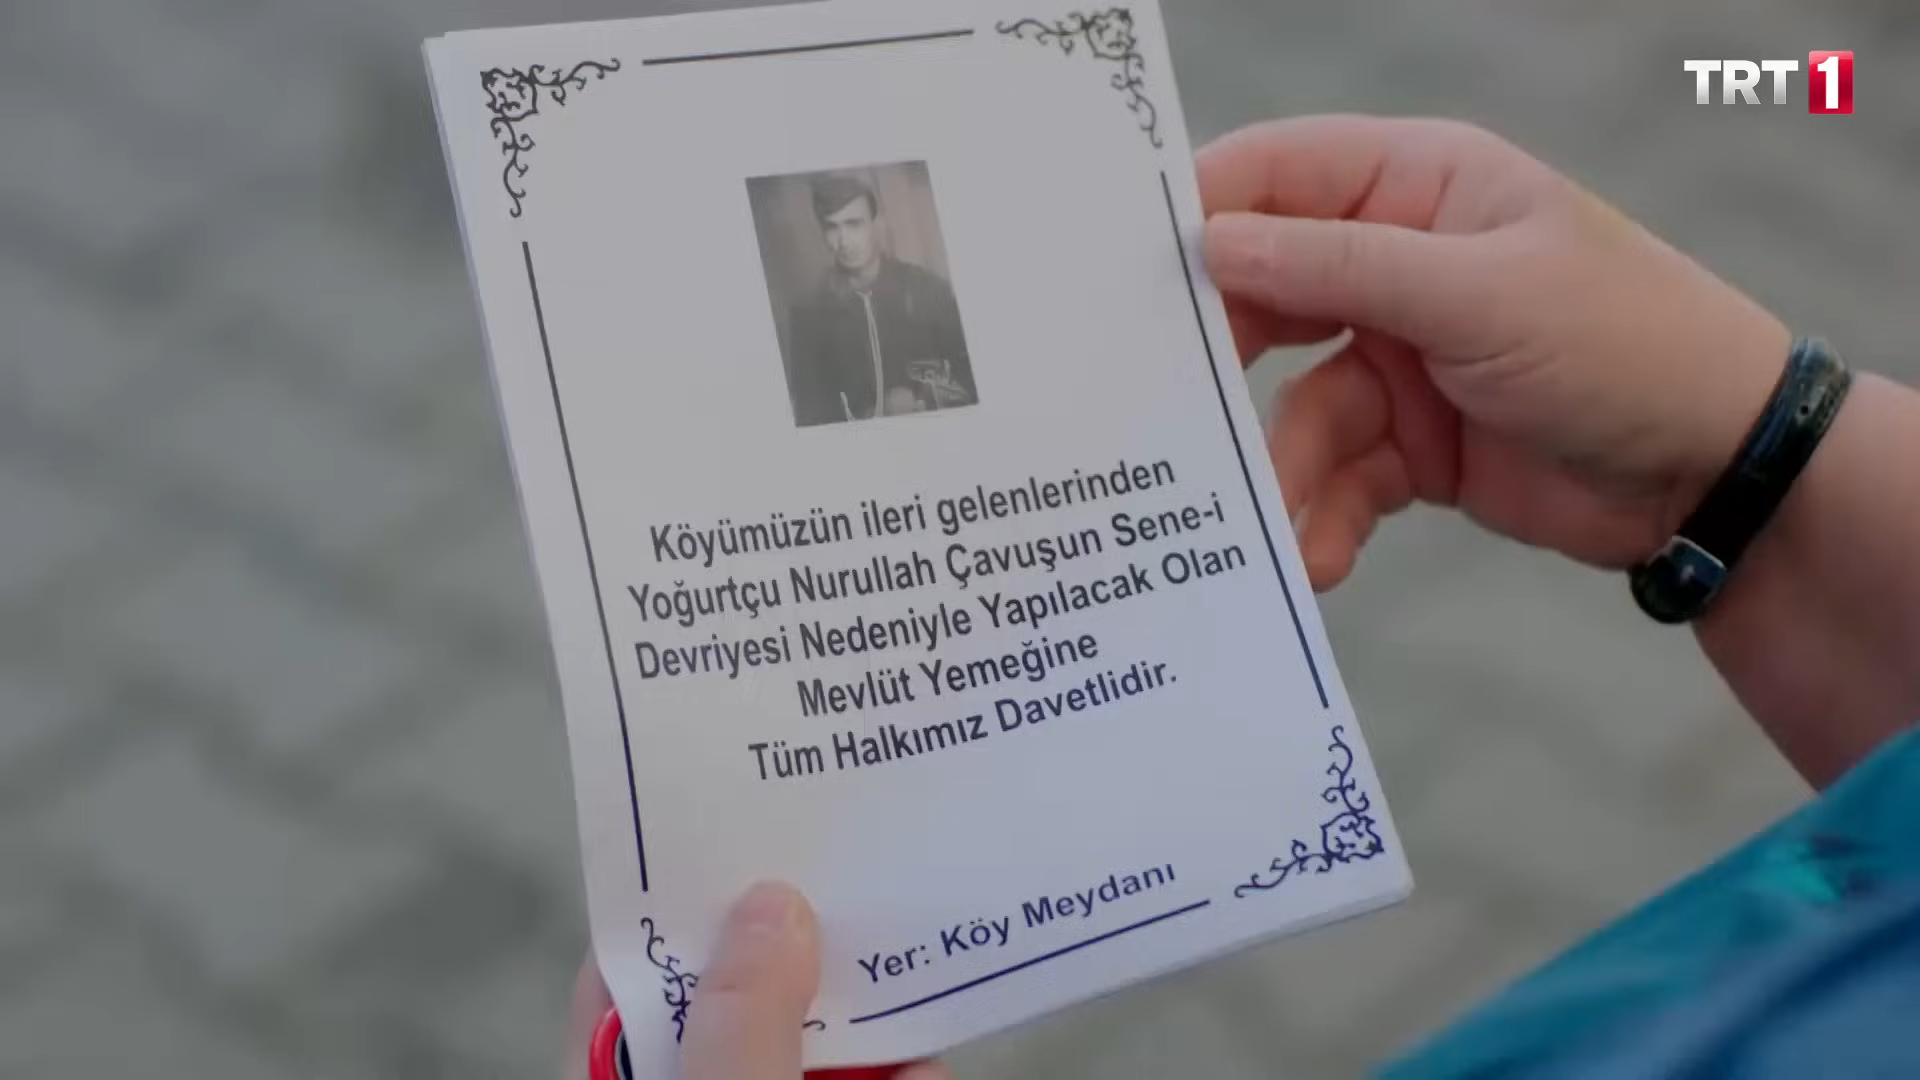 TRT 1
Köyümüzün ileri gelenlerinden
Yoğurtçu Nurullah Çavuşun Sene-i
Devriyesi Nedeniyle Yapılacak Olan
Mevlüt Yemeğine
Tüm Halkımız Davetlidir.
Yer: Köy Meydanı